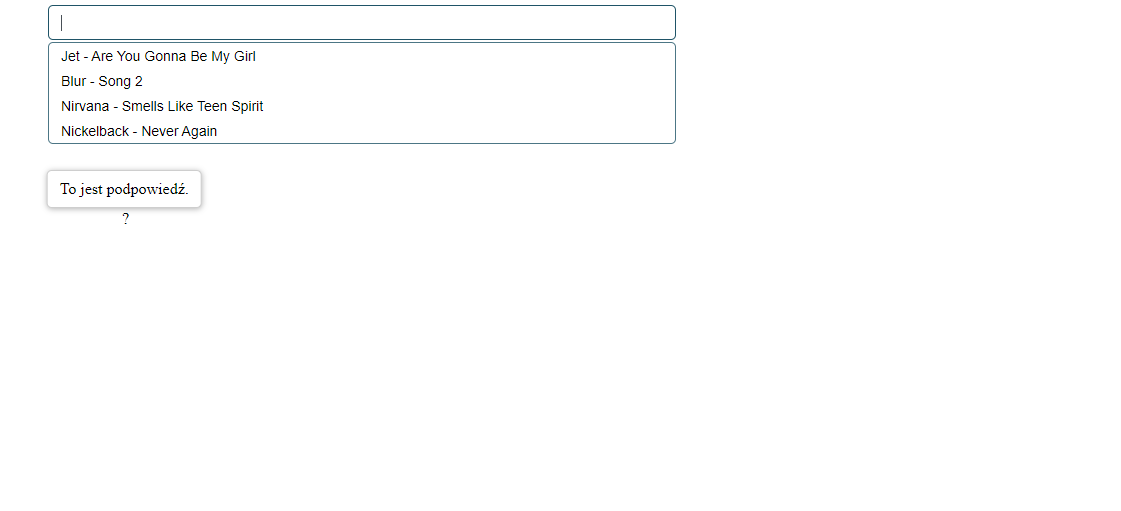 Jet - Are You Gonna Be My Girl
Blur - Song 2
Nirvana - Smells Like Teen Spirit
Nickelback - Never Again
To jest podpowiedź.
?